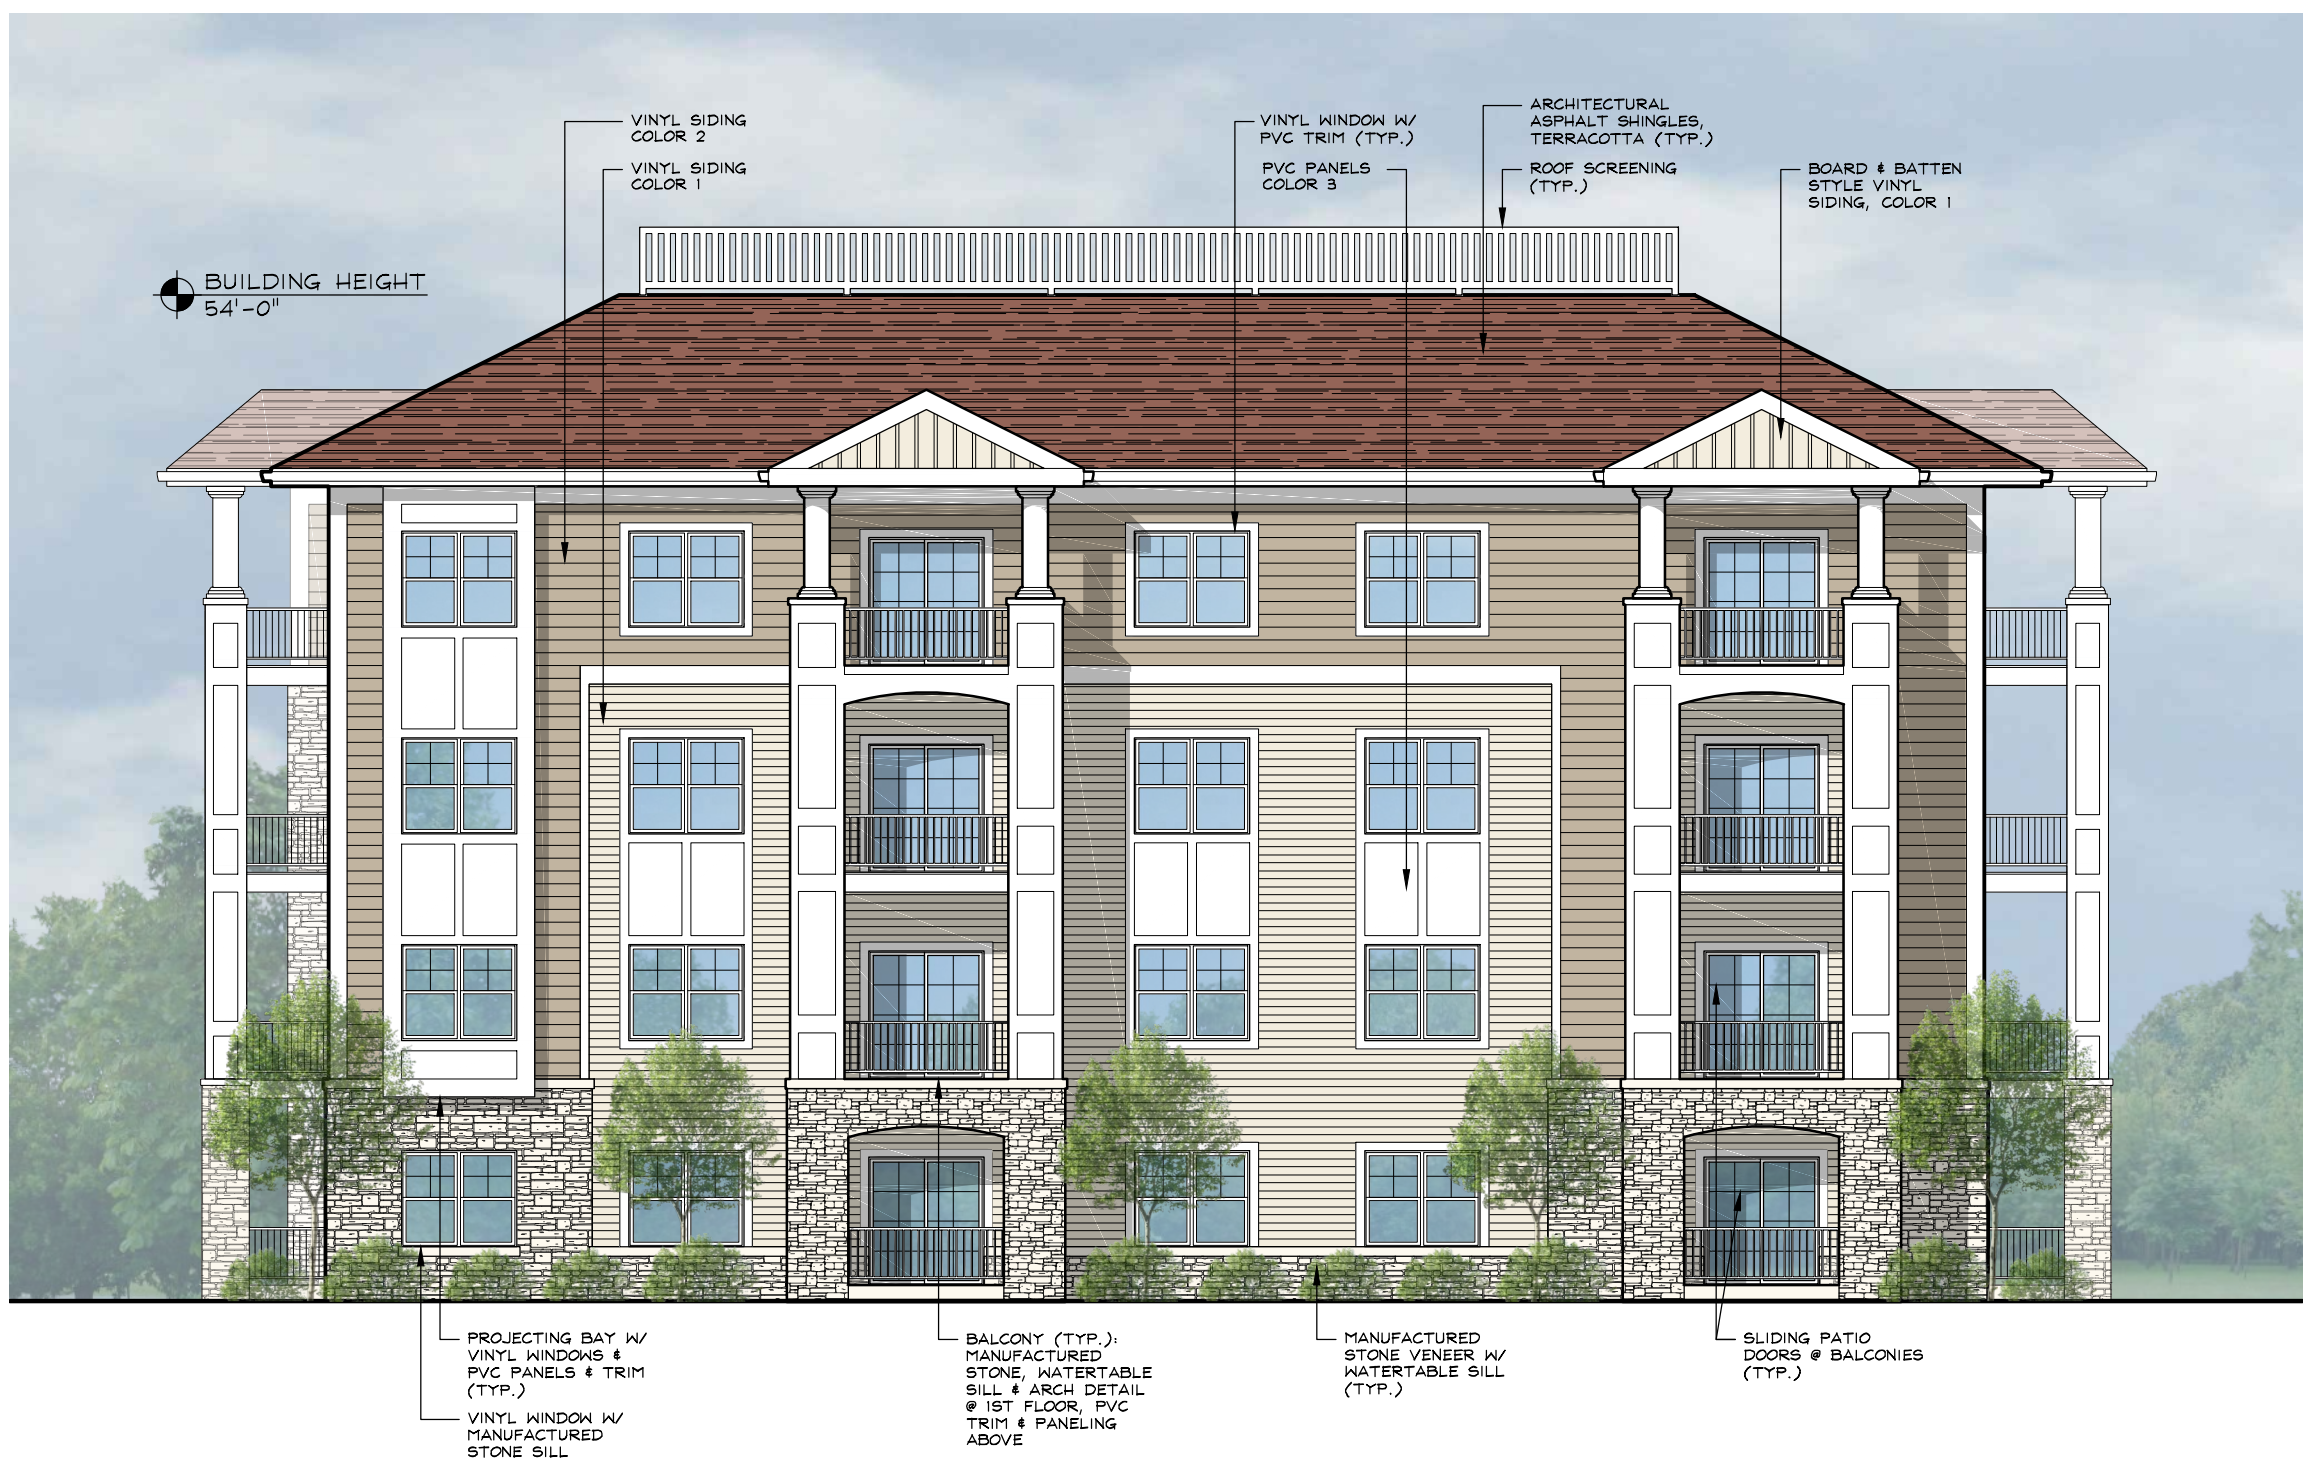 VINYL SIDING
COLOR 2
VINYL SIDING
COLOR 1
VINYL WINDOW W/
PVC TRIM (TYP.)
PVC PANELS
COLOR 3
ARCHITECTURAL
ASPHALT SHINGLES,
TERRACOTTA (TYP.)
ROOF SCREENING
(TYP.)
BOARD & BATTEN
STYLE VINYL
SIDING, COLOR 1
BUILDING HEIGHT
54'-0"
PROJECTING BAY W/
VINYL WINDOWS &
PVC PANELS & TRIM
(TYP.)
VINYL WINDOW W/
MANUFACTURED
STONE SILL
BALCONY (TYP.):
MANUFACTURED
STONE, WATERTABLE
SILL & ARCH DETAIL
@ 1ST FLOOR, PVC
TRIM & PANELING
ABOVE
MANUFACTURED
STONE VENEER W/
WATERTABLE SILL
(TYP.)
SLIDING PATIO
DOORS @ BALCONIES
(TYP.)